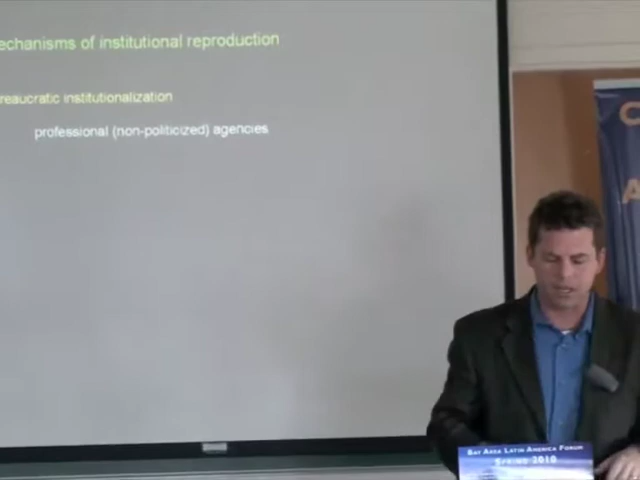 echanisms of institutional reproduction
reaucratic institutionalization
professional (non-politicized) agencies
C
A
Bay Area Latin America Forum
Spring 2010